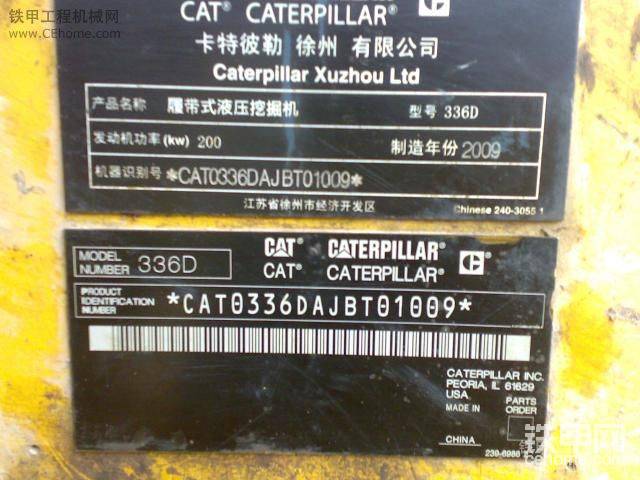 铁甲工程机械网
www.CEhome.com
CAT® CATERPILLAR® C
卡特彼勒 徐州 有限公司
Caterpillar Xuzhou Ltd
产品名称 履带式液压挖掘机 型号 336D
发动机功率 (kw) 200 制造年份 2009
机器识别号 *CAT0336DAJBT01009*
江苏省徐州市经济开发区 Chinese 240-3055 1
MODEL NUMBER 336D
CAT® CATERPILLAR® C
CAT® CATERPILLAR®
PRODUCT IDENTIFICATION NUMBER *CAT0336DAJBT01009*
CATERPILLAR INC.
PEORIA, IL 61629
USA.
MADE IN PARTS ORDER
CHINA
铁甲网
cehome.com